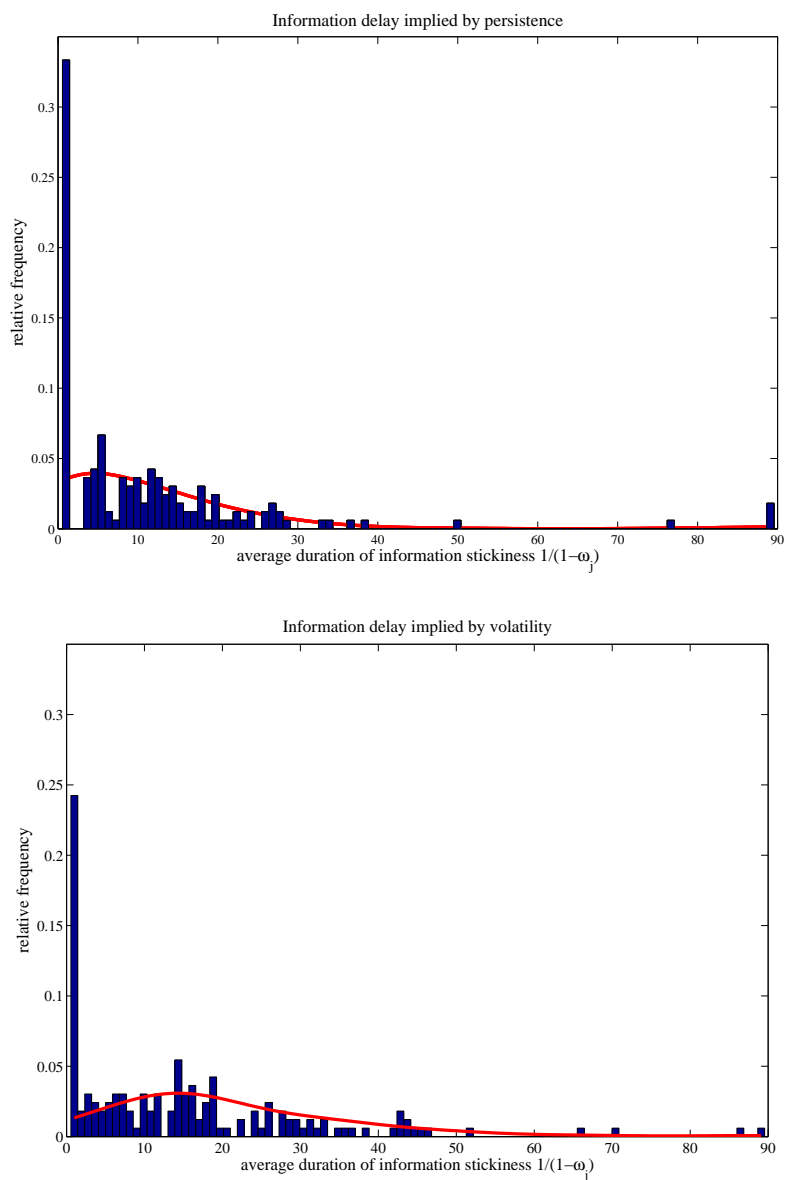 Information delay implied by persistence
0.3
0.25
0.2
0.15
0.1
0.05
0
relative frequency
0 10 20 30 40 50 60 70 80 90
average duration of information stickiness 1/(1−ω_j)
Information delay implied by volatility
0.3
0.25
0.2
0.15
0.1
0.05
0
relative frequency
0 10 20 30 40 50 60 70 80 90
average duration of information stickiness 1/(1−ω_j)